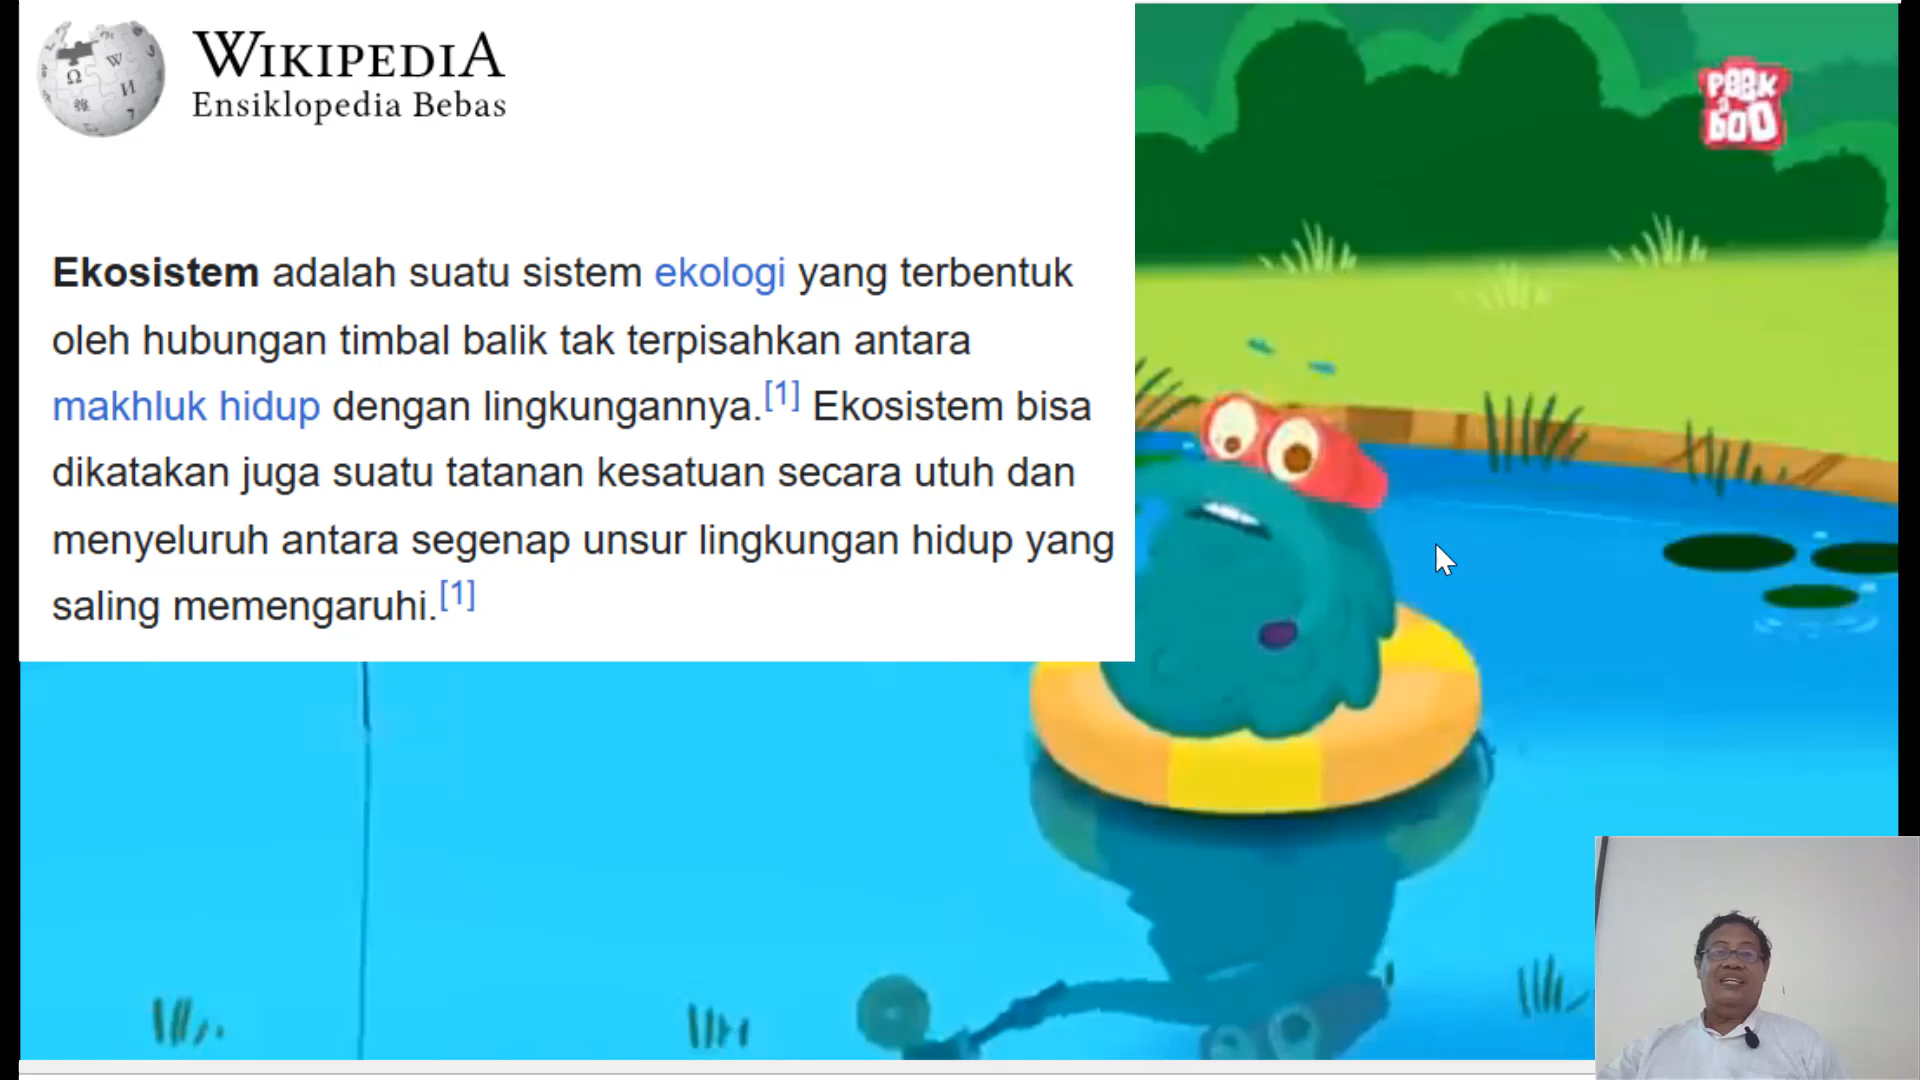 WIKIPEDIA
Ensiklopedia Bebas
Ekosistem adalah suatu sistem ekologi yang terbentuk
oleh hubungan timbal balik tak terpisahkan antara
makhluk hidup dengan lingkungannya.[1] Ekosistem bisa
dikatakan juga suatu tatanan kesatuan secara utuh dan
menyeluruh antara segenap unsur lingkungan hidup yang
saling memengaruhi.[1]
PEEK
a
boo